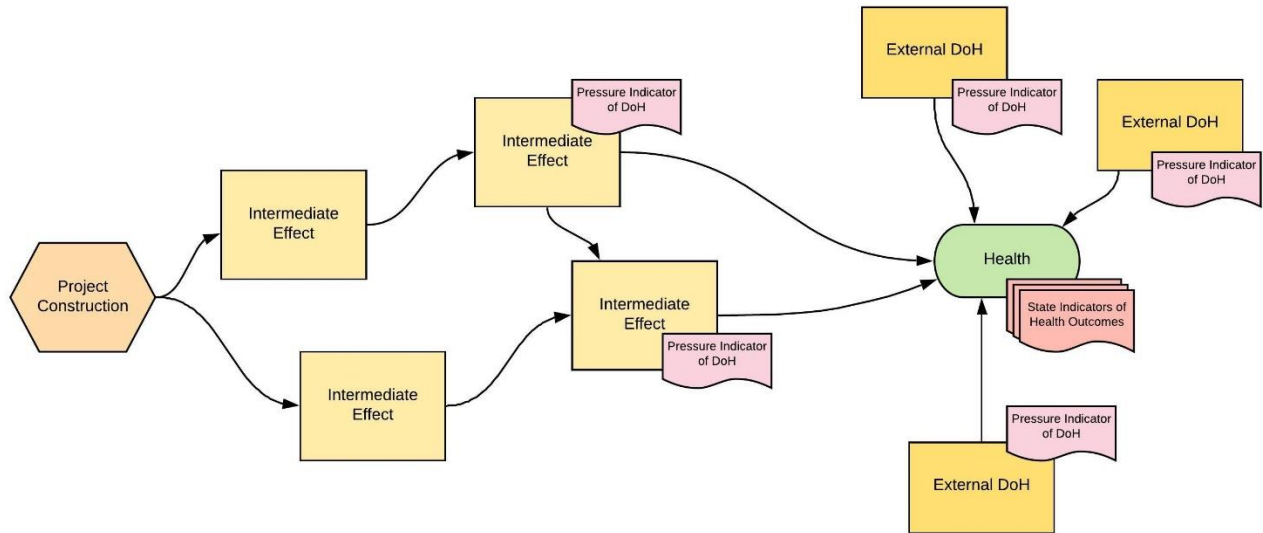 External DoH
Pressure Indicator
of DoH
External DoH
Pressure Indicator
of DoH
Pressure Indicator
of DoH
Intermediate
Effect
Intermediate
Effect
Health
State Indicators of
Health Outcomes
Project
Construction
Intermediate
Effect
Pressure Indicator
of DoH
Intermediate
Effect
Pressure Indicator
of DoH
External DoH